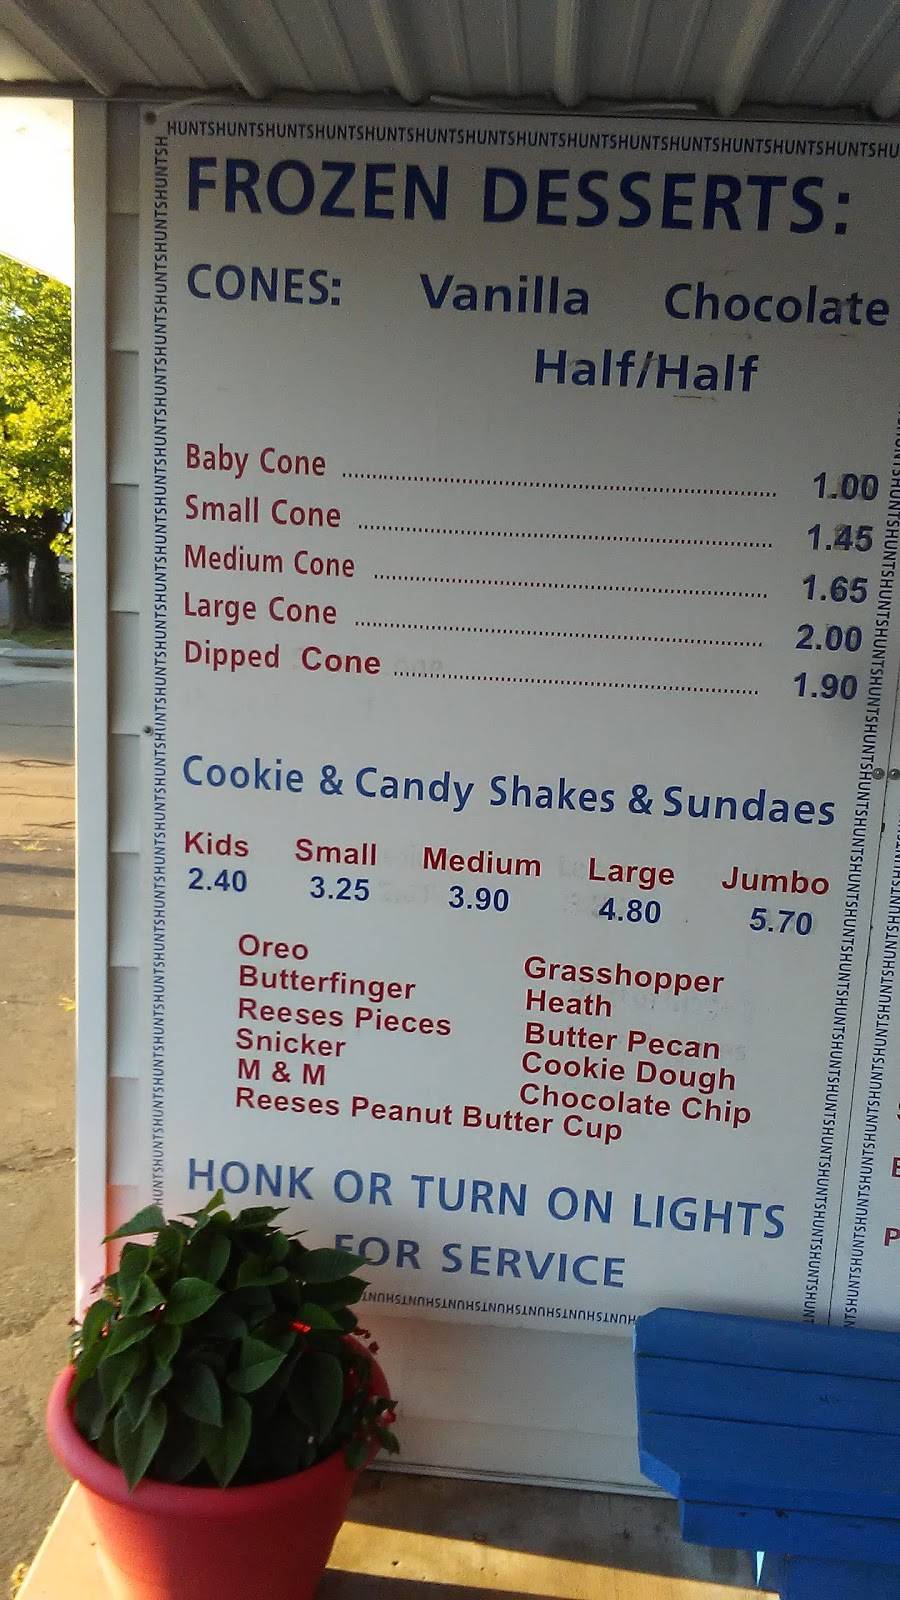 HUNTSHUNTSHUNTSHUNTSHUNTSHUNTSHUNTSHUNTSHUNTSHUNTSHUNTSHUNTSHUNTSHUNTSHU
FROZEN DESSERTS:
CONES: Vanilla Chocolate
Half/Half
Baby Cone 1.00
Small Cone 1.45
Medium Cone 1.65
Large Cone 2.00
Dipped Cone 1.90
Cookie & Candy Shakes & Sundaes
Kids Small Medium Large Jumbo
2.40 3.25 3.90 4.80 5.70
Oreo Grasshopper
Butterfinger Heath
Reeses Pieces Butter Pecan
Snicker Cookie Dough
M & M Chocolate Chip
Reeses Peanut Butter Cup
HONK OR TURN ON LIGHTS
FOR SERVICE